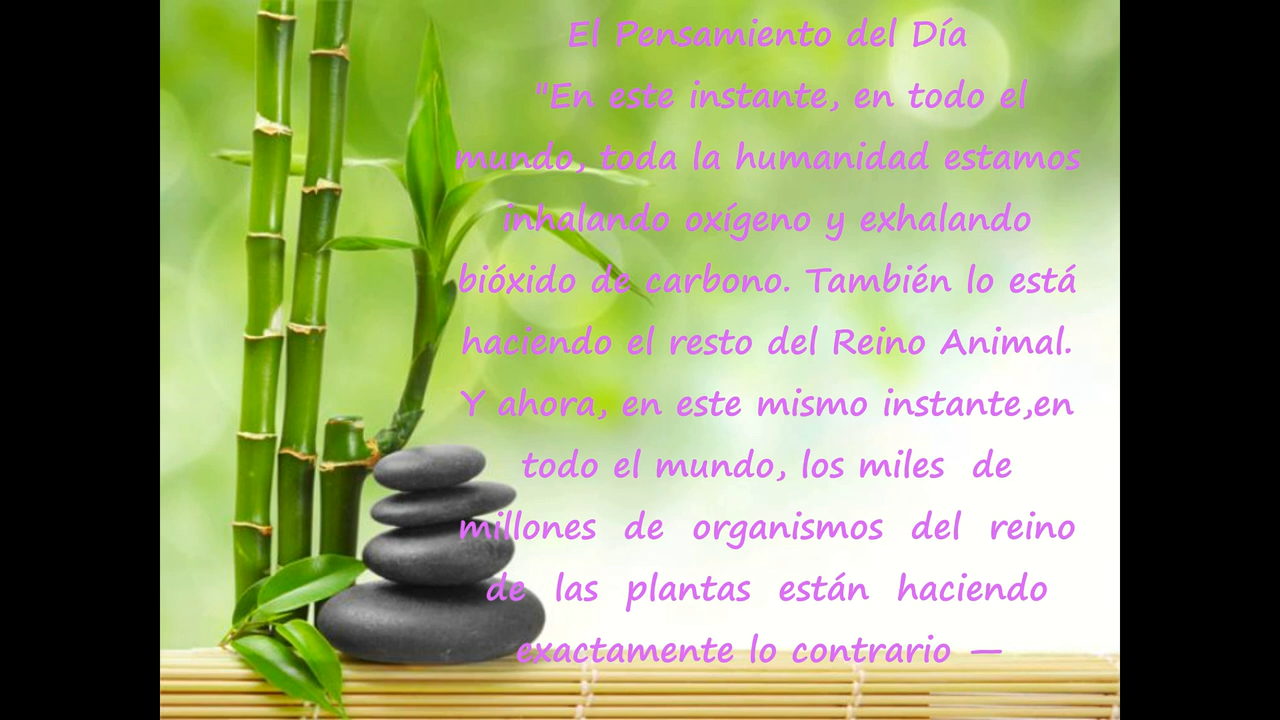 El Pensamiento del Día
"En este instante, en todo el
mundo, toda la humanidad estamos
inhalando oxígeno y exhalando
bióxido de carbono. También lo está
haciendo el resto del Reino Animal.
Y ahora, en este mismo instante,en
todo el mundo, los miles de
millones de organismos del reino
de las plantas están haciendo
exactamente lo contrario —